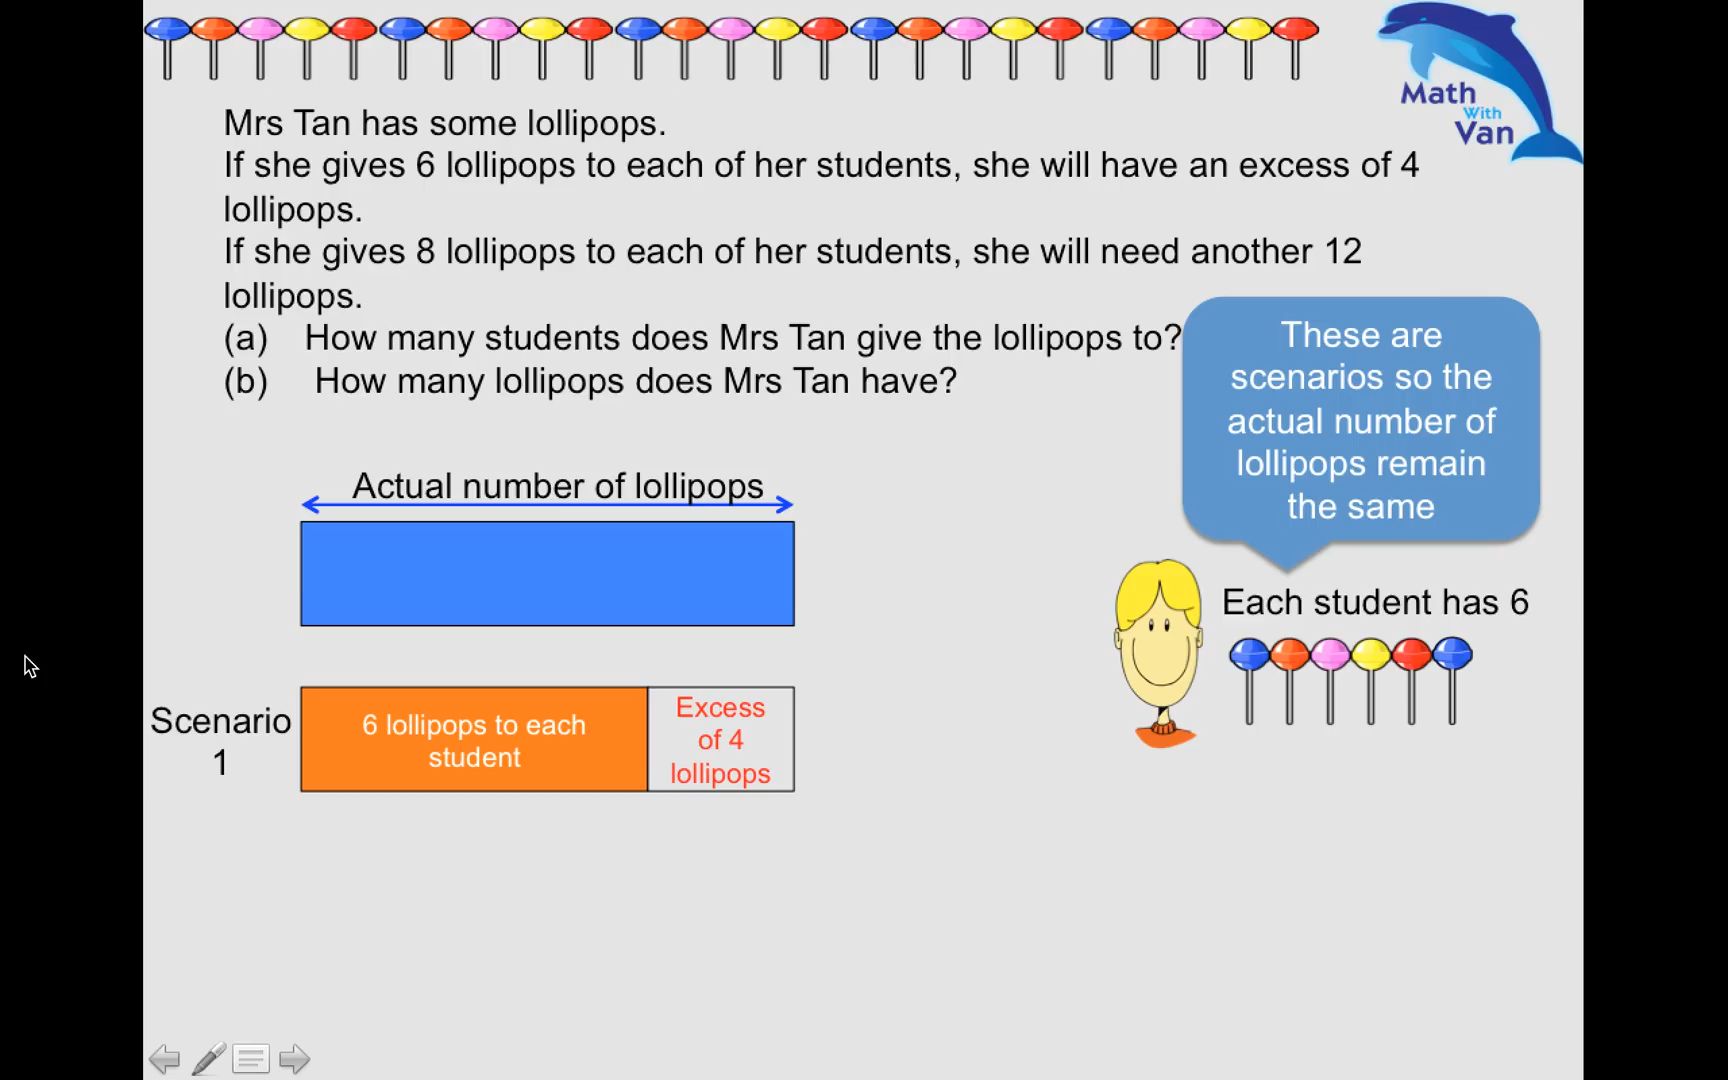 Math
With
Van
Mrs Tan has some lollipops.
If she gives 6 lollipops to each of her students, she will have an excess of 4
lollipops.
If she gives 8 lollipops to each of her students, she will need another 12
lollipops.
(a) How many students does Mrs Tan give the lollipops to?
(b) How many lollipops does Mrs Tan have?
These are
scenarios so the
actual number of
lollipops remain
the same
Actual number of lollipops
Each student has 6
Scenario
1
6 lollipops to each
student
Excess
of 4
lollipops